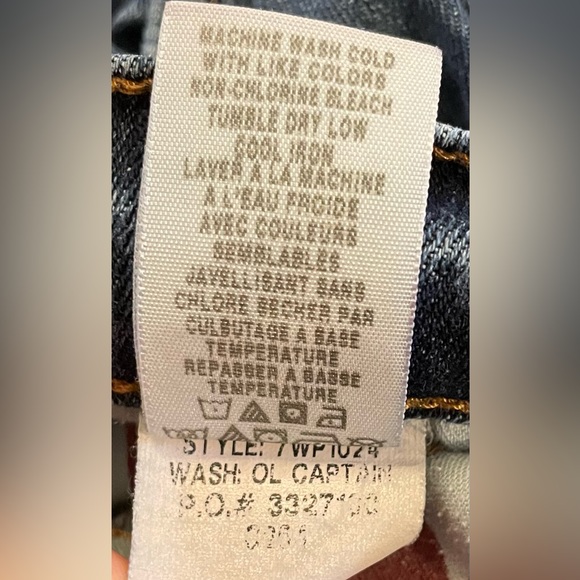 MACHINE WASH COLD
WITH LIKE COLORS
NON-CHLORINE BLEACH
TUMBLE DRY LOW
COOL IRON
LAVER A LA MACHINE
A L'EAU FROIDE
AVEC COULEURS
SEMBLABLES
JAVELLISANT SANS
CHLORE SECHER PAR
CULBUTAGE A BASE
TEMPERATURE
REPASSER A BASSE
TEMPERATURE
STYLE: 7WP1024
WASH: OL CAPTAIN
P.O.#